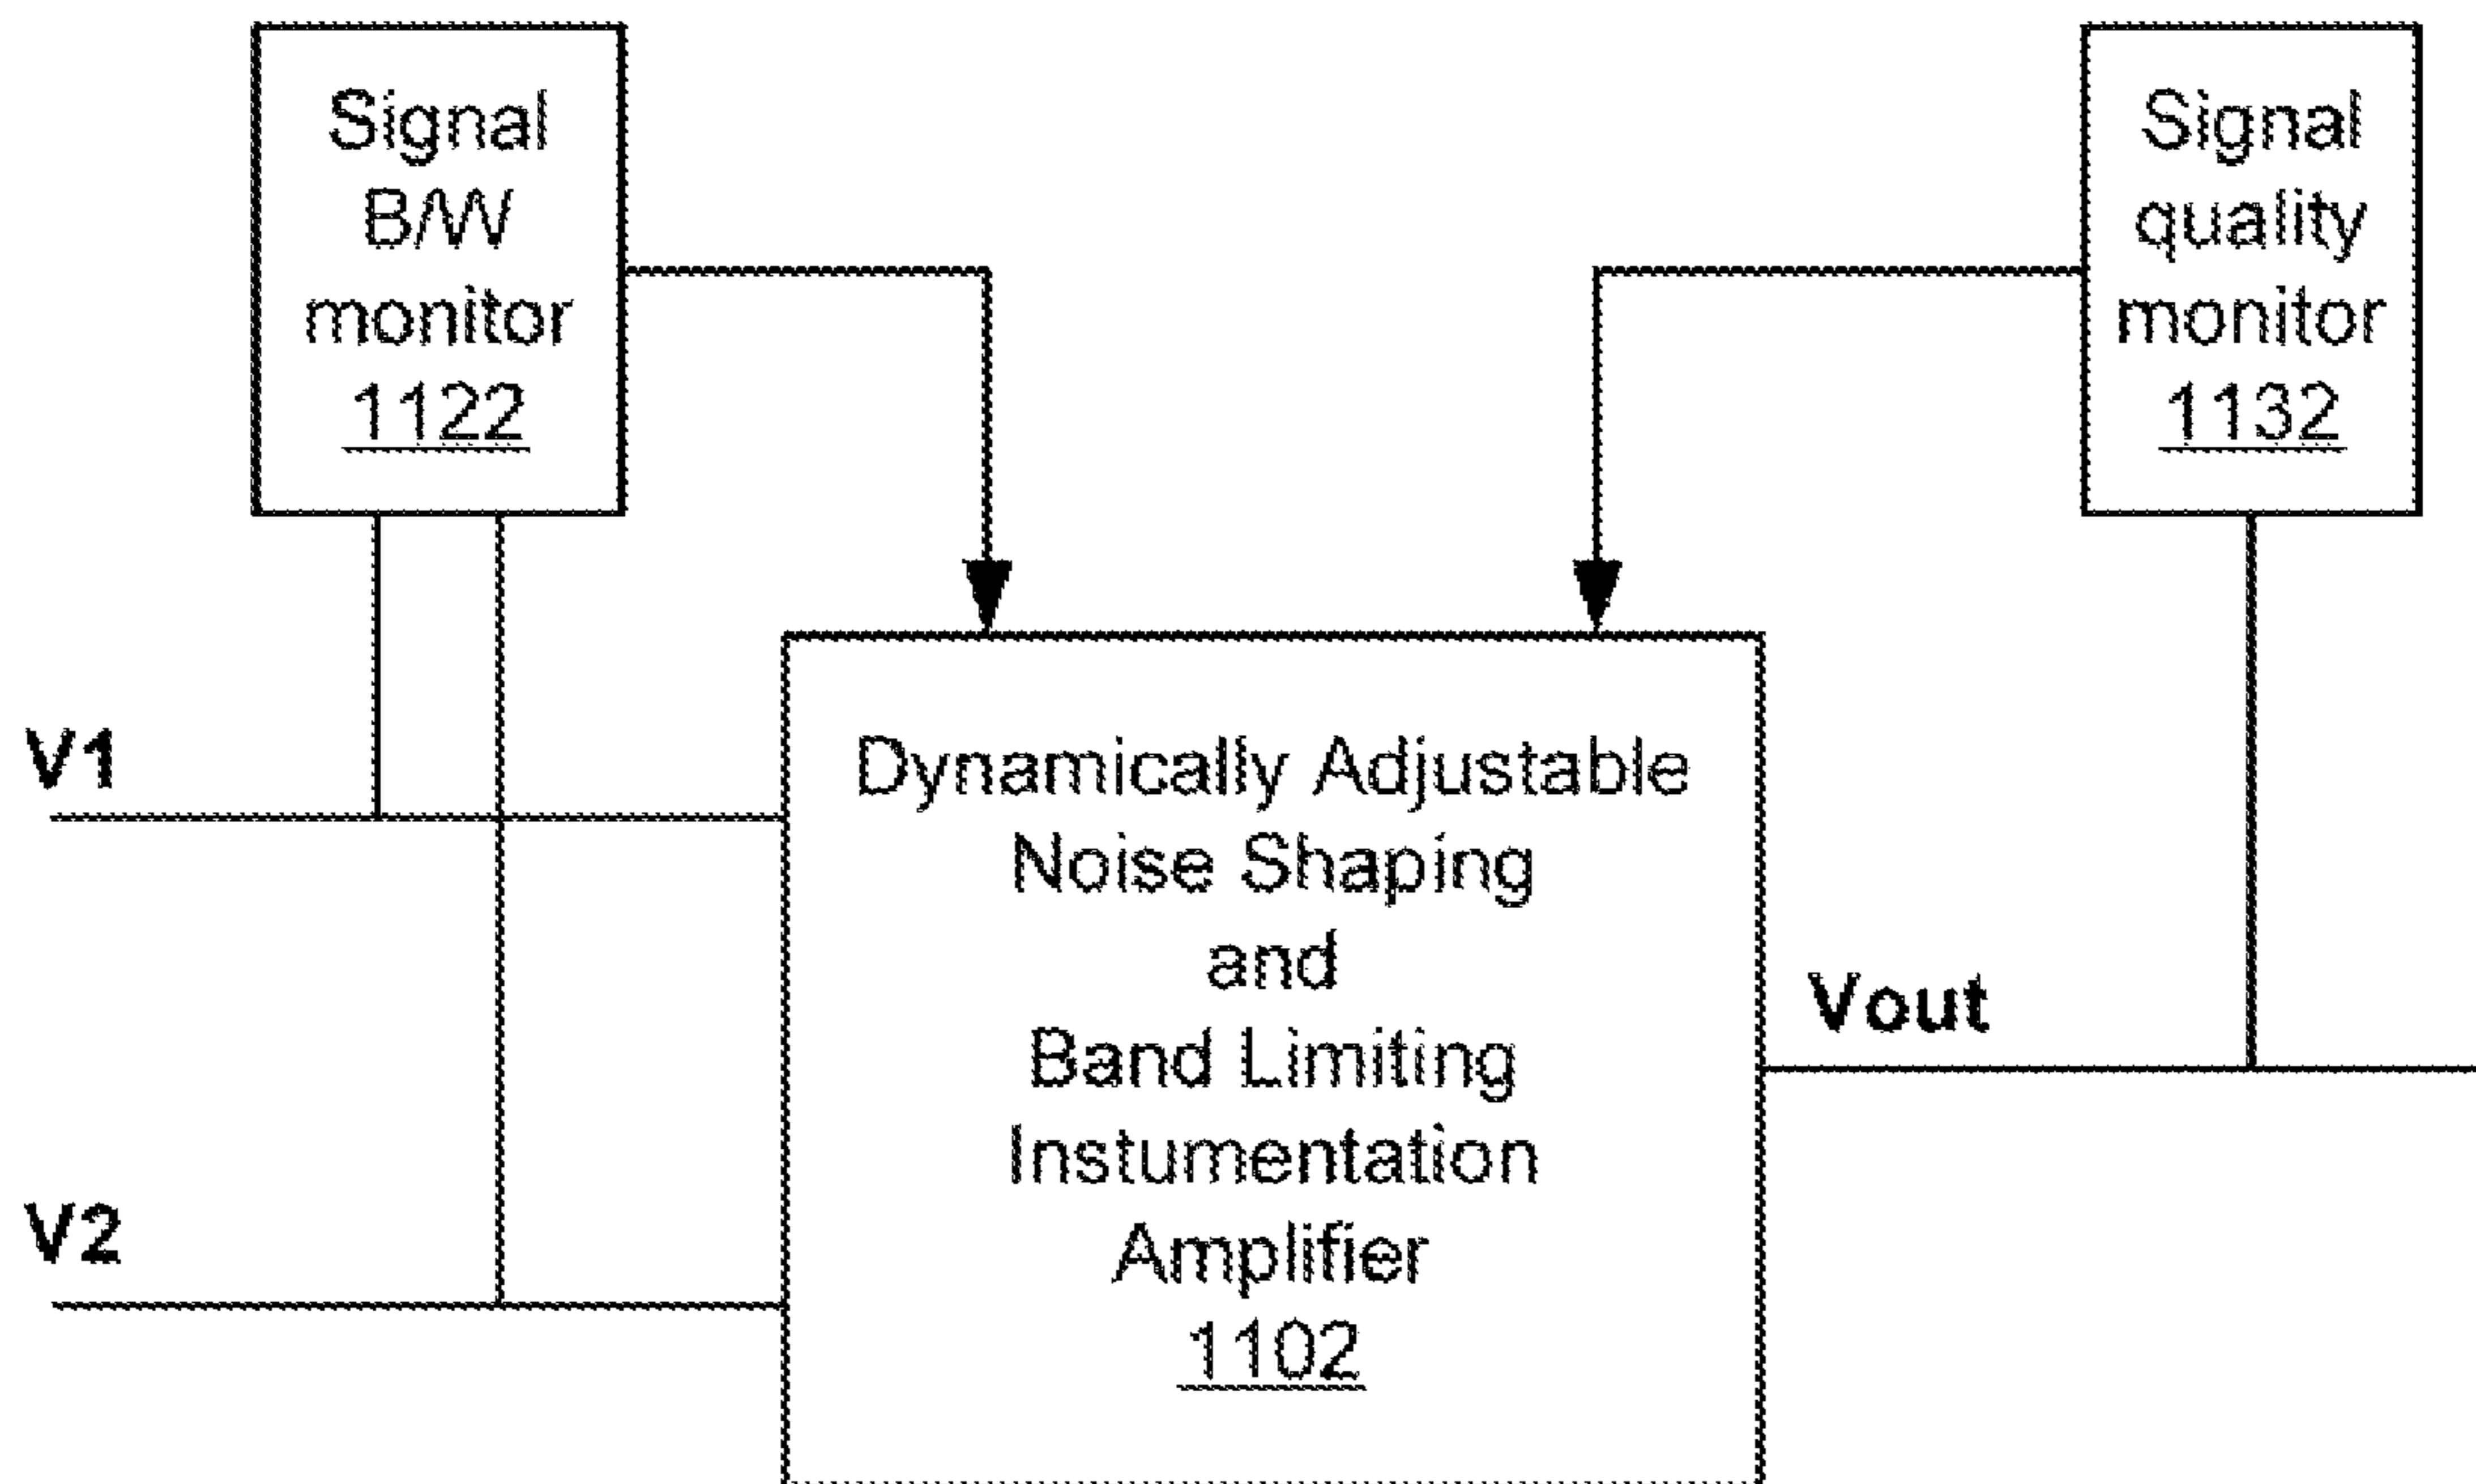 Signal
B/W
monitor
1122
Signal
quality
monitor
1132
V1
V2
Dynamically Adjustable
Noise Shaping
and
Band Limiting
Instumentation
Amplifier
1102
Vout